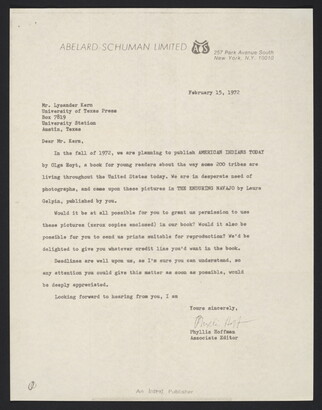 ABELARD-SCHUMAN LIMITED
257 Park Avenue South
New York, N.Y. 10010
February 15, 1972
Mr. Lysander Kern
University of Texas Press
Box 7819
University Station
Austin, Texas
Dear Mr. Kern,
In the fall of 1972, we are planning to publish AMERICAN INDIANS TODAY
by Olga Hoyt, a book for young readers about the way some 200 tribes are
living throughout the United States today. We are in desperate need of
photographs, and came upon these pictures in THE ENDURING NAVAJO by Laura
Gilpin, published by you.
Would it be at all possible for you to grant us permission to use
these pictures (xerox copies enclosed) in our book? Would it also be
possible for you to send us prints suitable for reproduction? We'd be
delighted to give you whatever credit lies you'd want in the book.
Deadlines are well upon us, as I'm sure you can understand, so
any attention you could give this matter as soon as possible, would
be deeply appreciated.
Looking forward to hearing from you, I am
Yours sincerely,
Phyllis Hoffman
Associate Editor
An Publisher